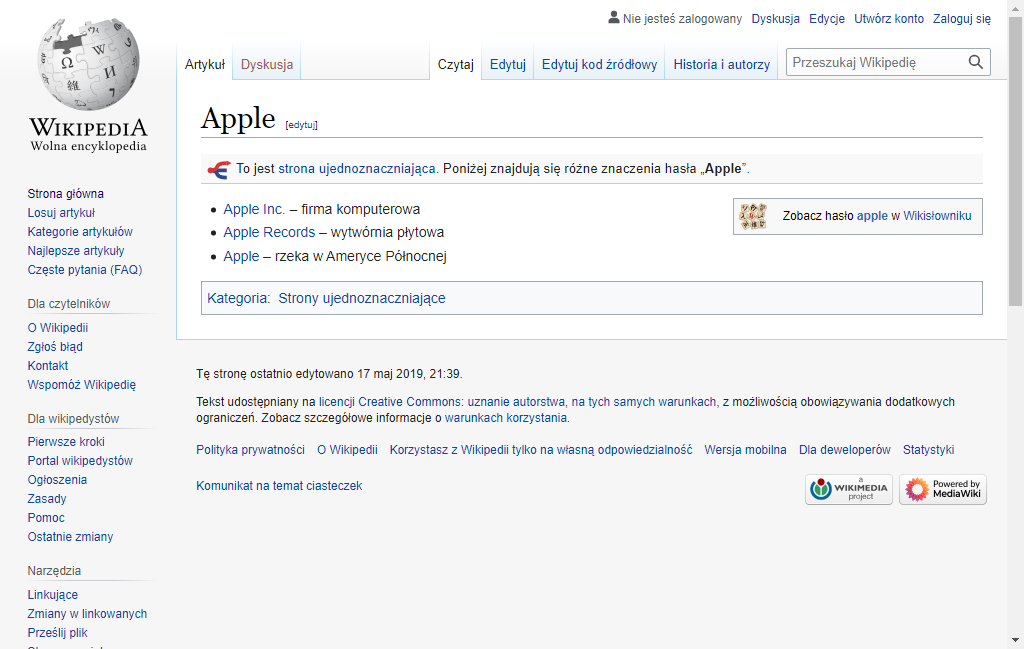 Nie jesteś zalogowany Dyskusja Edycje Utwórz konto Zaloguj się
Artykuł Dyskusja Czytaj Edytuj Edytuj kod źródłowy Historia i autorzy Przeszukaj Wikipedię
WIKIPEDIA
Wolna encyklopedia
Strona główna
Losuj artykuł
Kategorie artykułów
Najlepsze artykuły
Częste pytania (FAQ)
Dla czytelników
O Wikipedii
Zgłoś błąd
Kontakt
Wspomóż Wikipedię
Dla wikipedystów
Pierwsze kroki
Portal wikipedystów
Ogłoszenia
Zasady
Pomoc
Ostatnie zmiany
Narzędzia
Linkujące
Zmiany w linkowanych
Prześlij plik
Apple [edytuj]
To jest strona ujednoznaczniająca. Poniżej znajdują się różne znaczenia hasła „Apple”.
• Apple Inc. – firma komputerowa
• Apple Records – wytwórnia płytowa
• Apple – rzeka w Ameryce Północnej
Zobacz hasło apple w Wikisłowniku
Kategoria: Strony ujednoznaczniające
Tę stronę ostatnio edytowano 17 maj 2019, 21:39.
Tekst udostępniany na licencji Creative Commons: uznanie autorstwa, na tych samych warunkach, z możliwością obowiązywania dodatkowych
ograniczeń. Zobacz szczegółowe informacje o warunkach korzystania.
Polityka prywatności O Wikipedii Korzystasz z Wikipedii tylko na własną odpowiedzialność Wersja mobilna Dla deweloperów Statystyki
Komunikat na temat ciasteczek
a
WIKIMEDIA
project
Powered by
MediaWiki